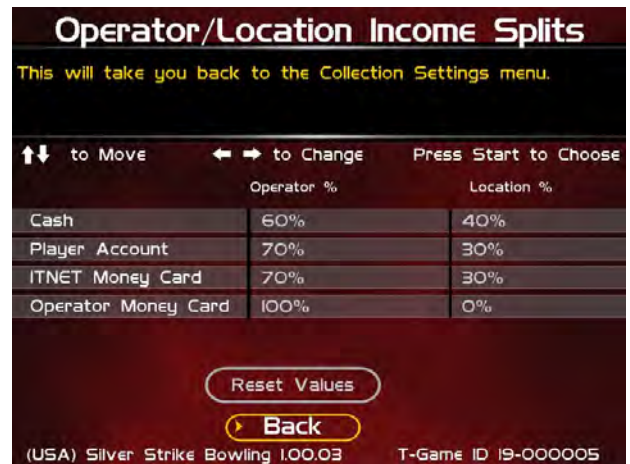 Operator/Location Income Splits
This will take you back to the Collection Settings menu.
↑↓ to Move ← → to Change Press Start to Choose
Operator % Location %
Cash 60% 40%
Player Account 70% 30%
ITNET Money Card 70% 30%
Operator Money Card 100% 0%
Reset Values
Back
(USA) Silver Strike Bowling 1.00.03 T-Game ID 19-000005